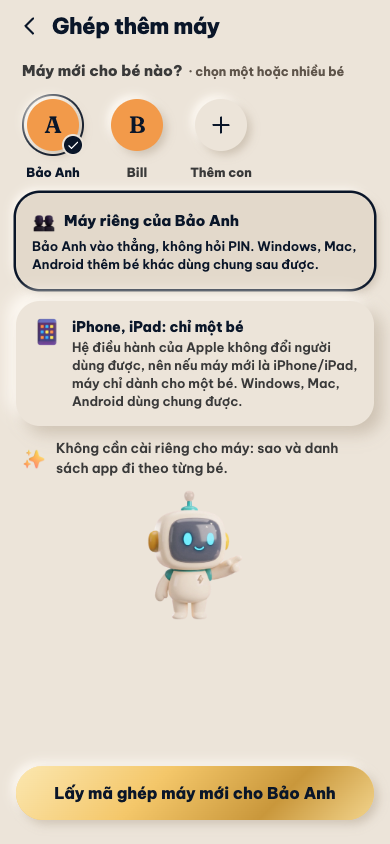 Ghép thêm máy
Máy mới cho bé nào? · chọn một hoặc nhiều bé
A
B
Bảo Anh
Bill
Thêm con
Máy riêng của Bảo Anh
Bảo Anh vào thẳng, không hỏi PIN. Windows, Mac,
Android thêm bé khác dùng chung sau được.
iPhone, iPad: chỉ một bé
Hệ điều hành của Apple không đổi người
dùng được, nên nếu máy mới là iPhone/iPad,
máy chỉ dành cho một bé. Windows, Mac,
Android dùng chung được.
Không cần cài riêng cho máy: sao và danh
sách app đi theo từng bé.
Lấy mã ghép máy mới cho Bảo Anh